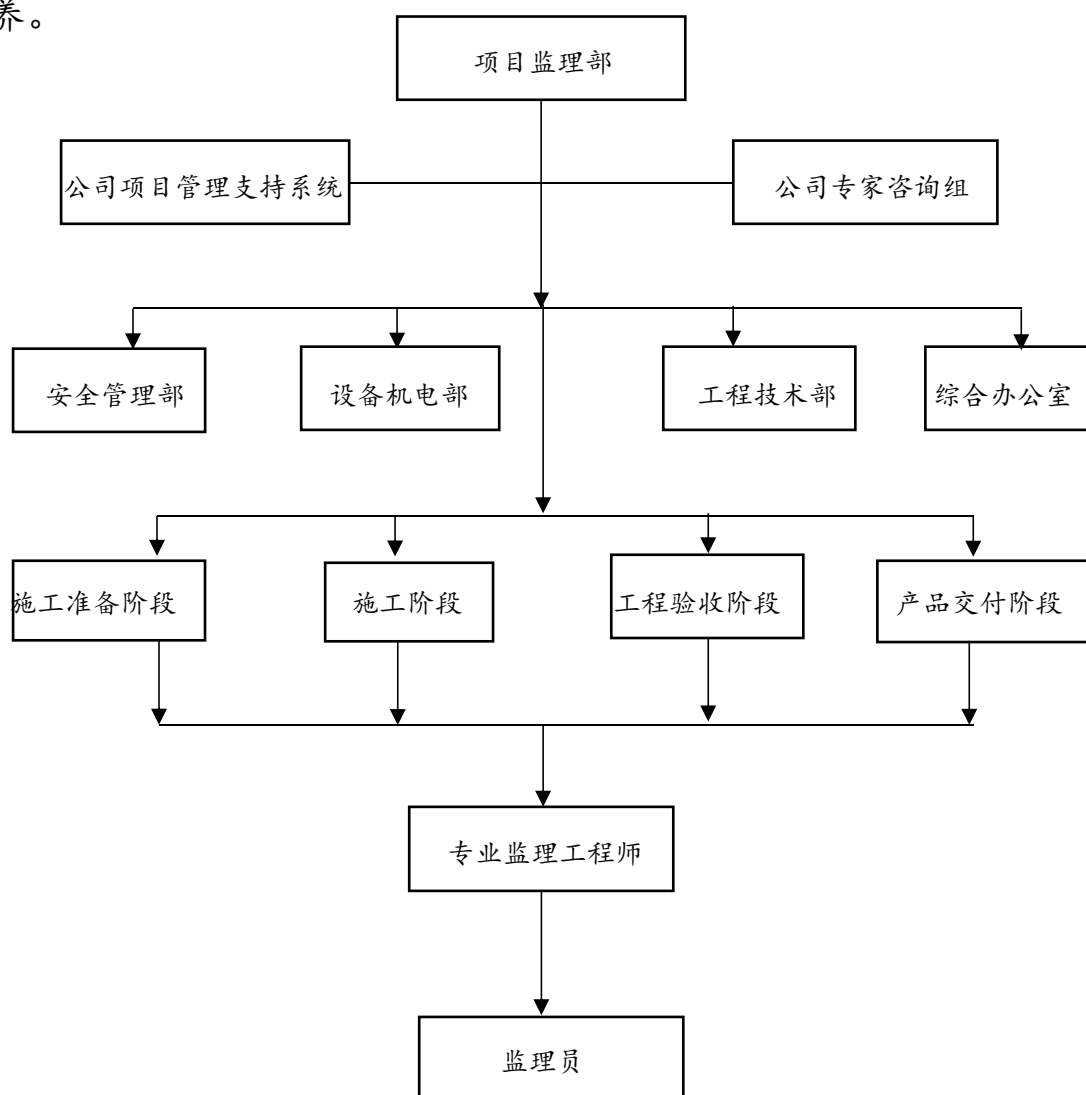 养。
项目监理部
公司项目管理支持系统
公司专家咨询组
安全管理部
设备机电部
工程技术部
综合办公室
施工准备阶段
施工阶段
工程验收阶段
产品交付阶段
专业监理工程师
监理员